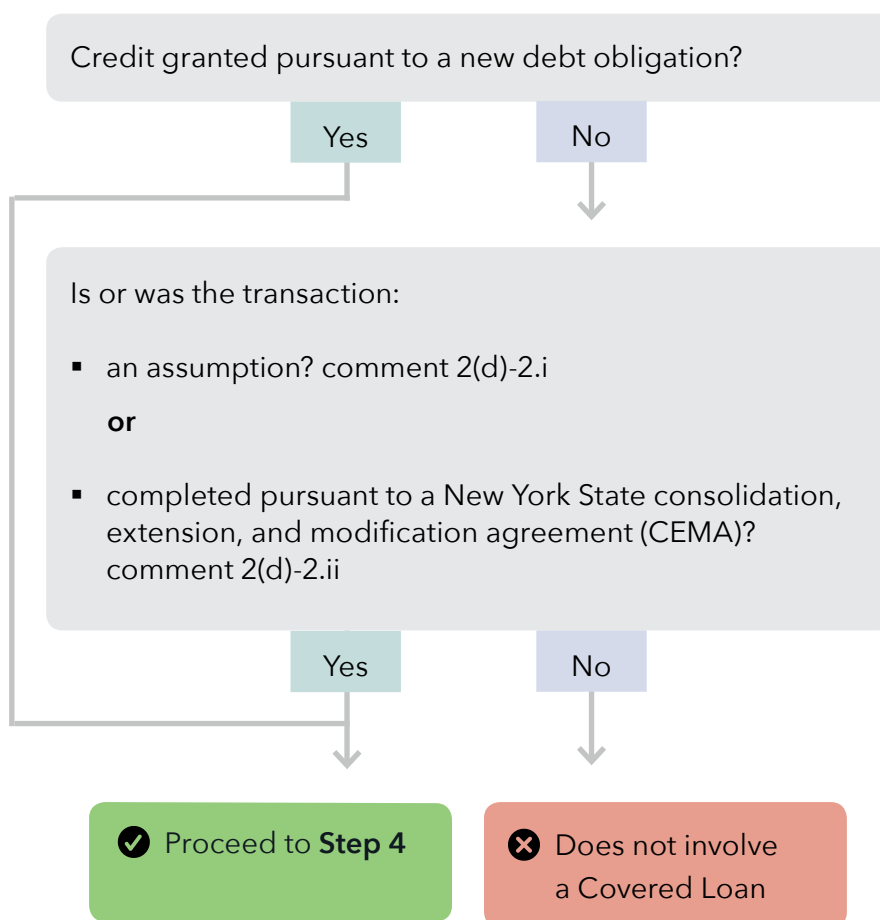 Credit granted pursuant to a new debt obligation?
Yes
No
Is or was the transaction:
▪ an assumption? comment 2(d)-2.i
or
▪ completed pursuant to a New York State consolidation,
extension, and modification agreement (CEMA)?
comment 2(d)-2.ii
Yes
No
Proceed to Step 4
Does not involve
a Covered Loan